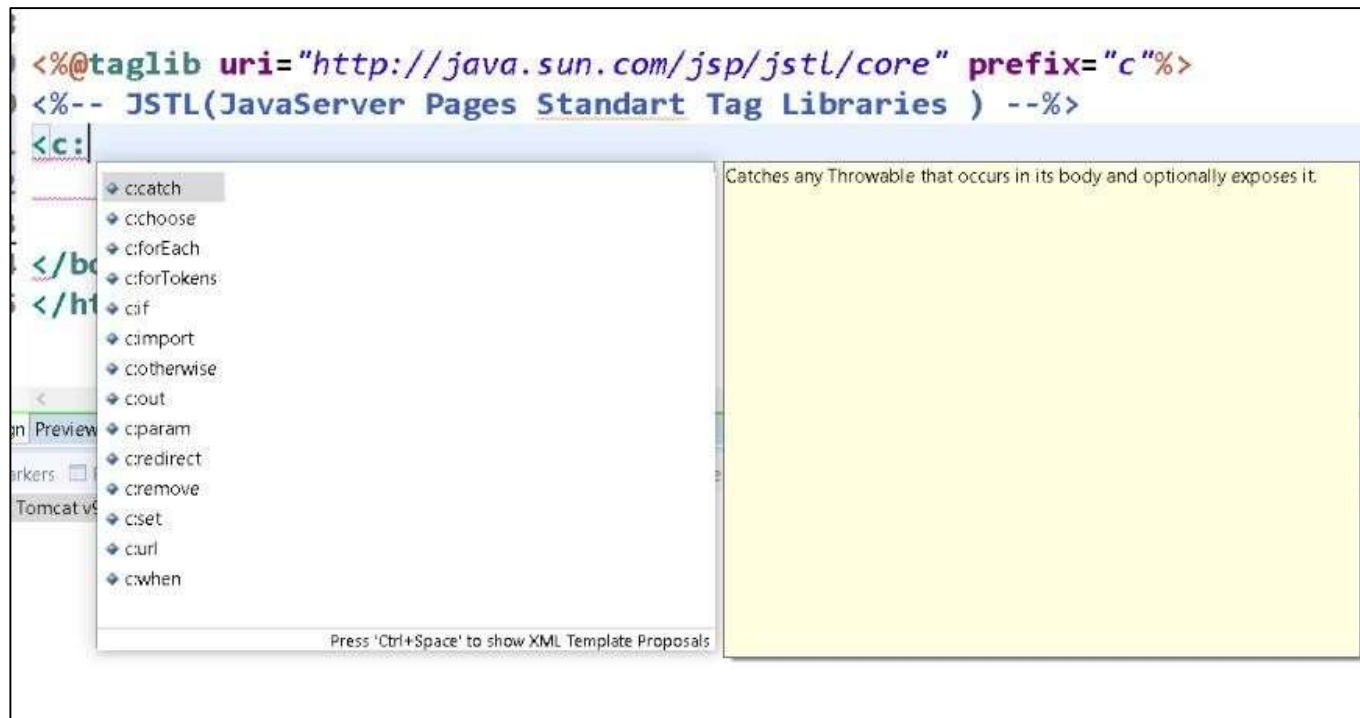 <%@taglib uri="http://java.sun.com/jsp/jstl/core" prefix="c"%>
<%-- JSTL(JavaServer Pages Standart Tag Libraries ) --%>
<c:
c:catch
c:choose
c:forEach
c:forTokens
c:if
c:import
c:otherwise
c:out
c:param
c:redirect
c:remove
c:set
c:url
c:when
Press 'Ctrl+Space' to show XML Template Proposals
Catches any Throwable that occurs in its body and optionally exposes it.
</bo
</ht
Preview
Tomcat v9